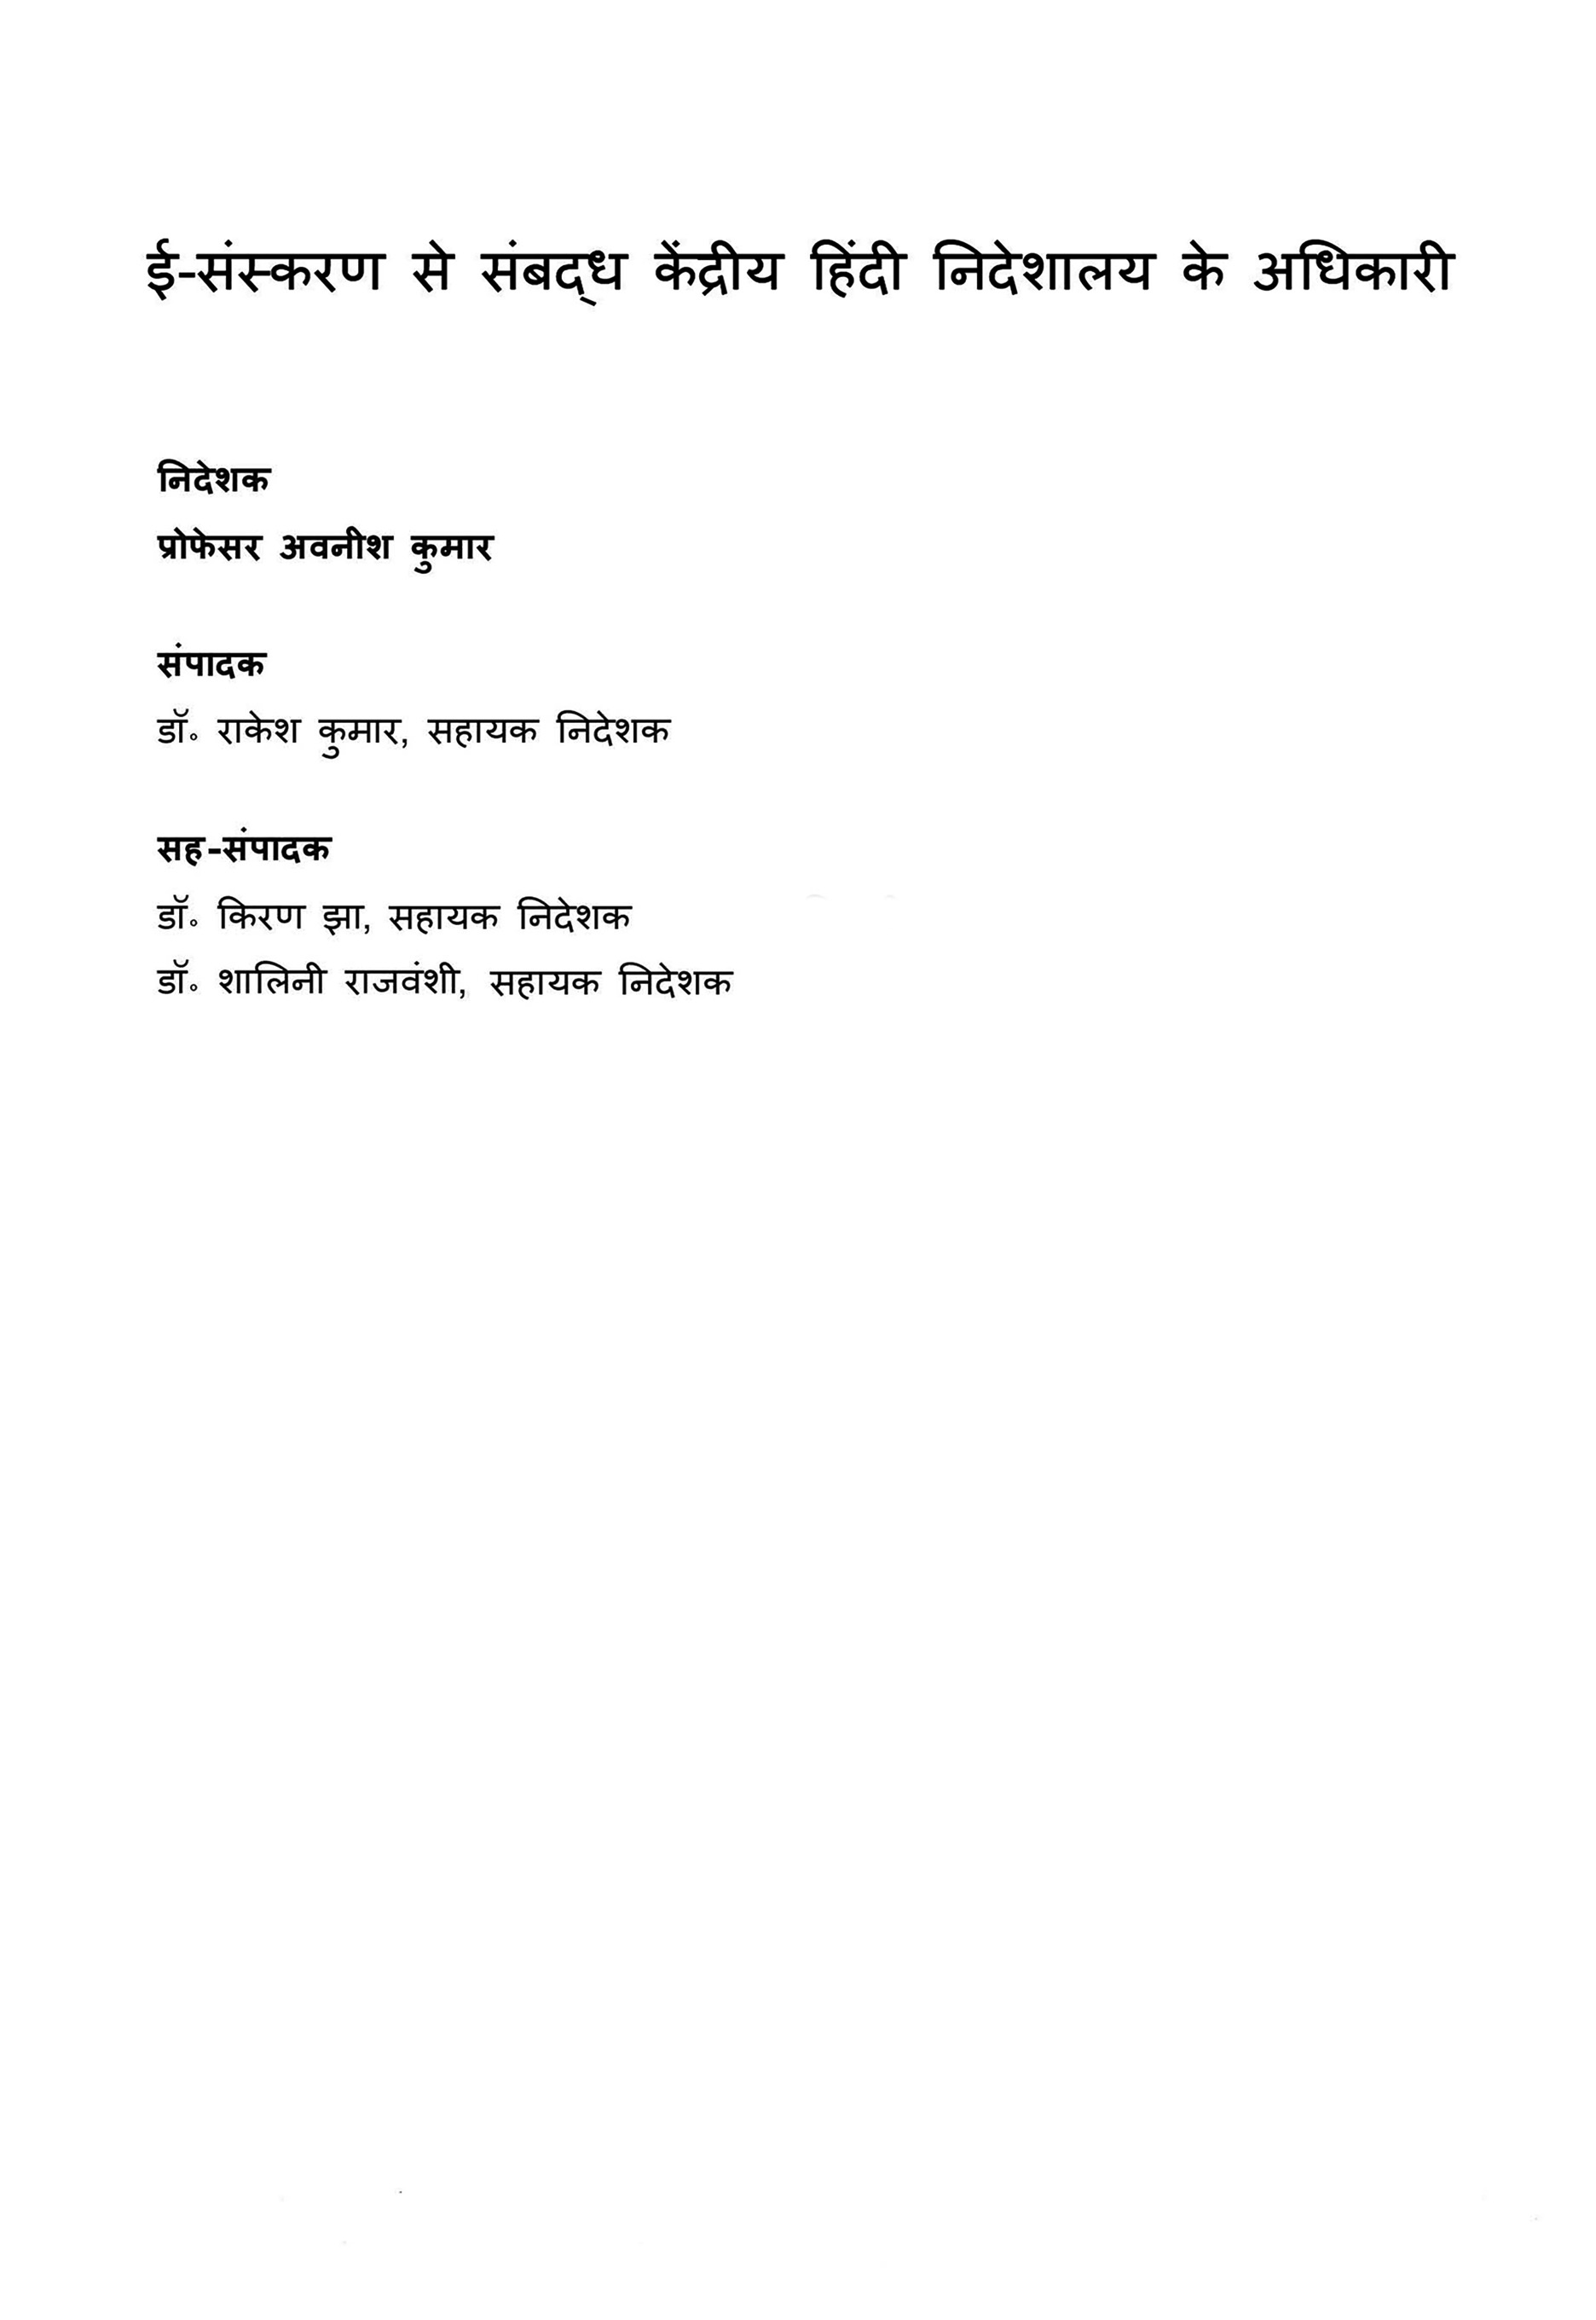 ई-संस्करण से संबद्‌ध केंद्रीय हिंदी निदेशालय के अधिकारी
निदेशक
प्रोफेसर अवनीश कुमार
संपादक
डॉ॰ राकेश कुमार, सहायक निदेशक
सह-संपादक
डॉ॰ किरण झा, सहायक निदेशक
डॉ॰ शालिनी राजवंशी, सहायक निदेशक